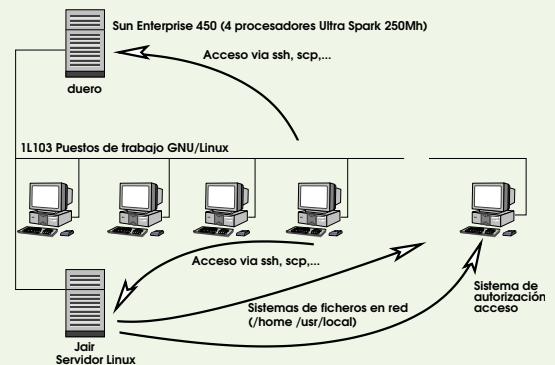 Sun Enterprise 450 (4 procesadores Ultra Spark 250Mh)
Acceso via ssh, scp,...
duero
1L103 Puestos de trabajo GNU/Linux
Acceso via ssh, scp,...
Sistemas de ficheros en red
(/home /usr/local)
Sistema de
autorización
acceso
Jair
Servidor Linux